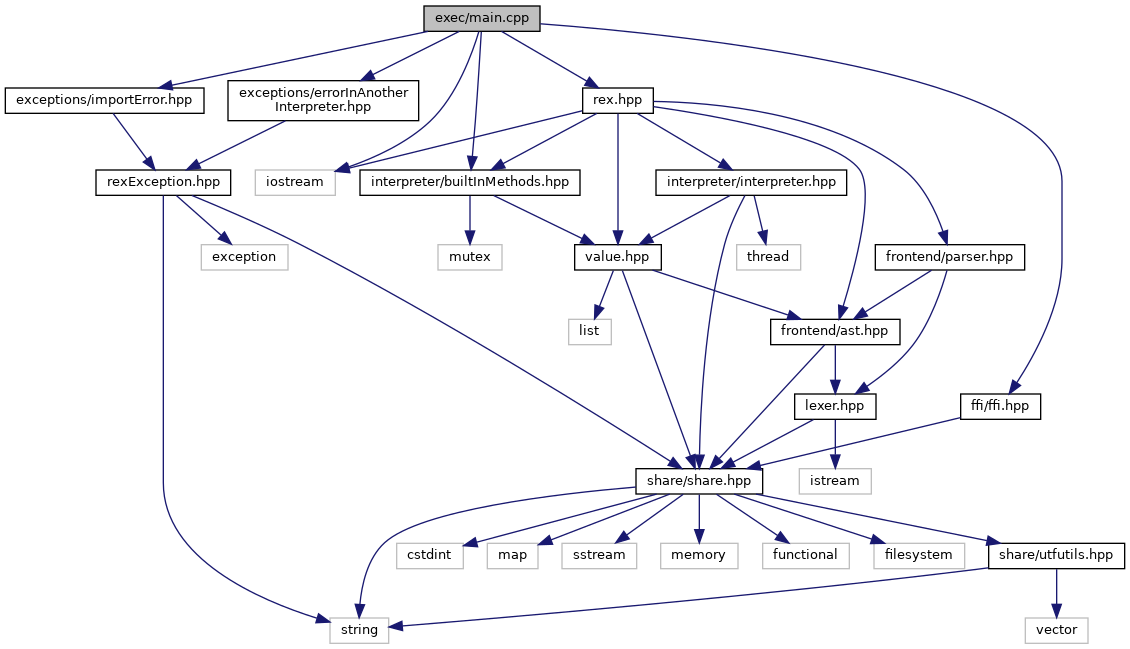 exec/main.cpp
exceptions/importError.hpp
exceptions/errorInAnother
Interpreter.hpp
rex.hpp
rexException.hpp
iostream
interpreter/builtInMethods.hpp
interpreter/interpreter.hpp
exception
mutex
value.hpp
thread
frontend/parser.hpp
list
frontend/ast.hpp
lexer.hpp
ffi/ffi.hpp
share/share.hpp
istream
cstdint
map
sstream
memory
functional
filesystem
share/utfutils.hpp
string
vector